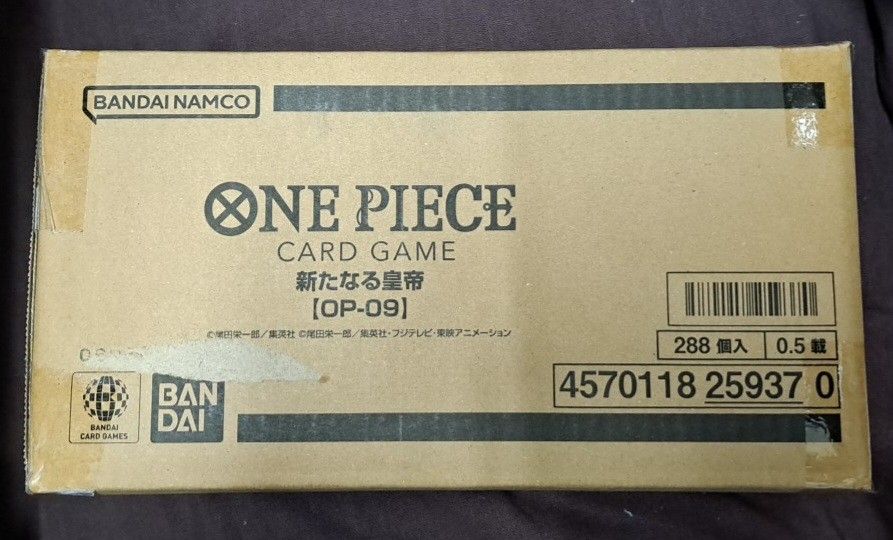 BANDAI NAMCO
ONE PIECE
CARD GAME
新たなる皇帝
【OP-09】
©尾田栄一郎／集英社 ©尾田栄一郎／集英社・フジテレビ・東映アニメーション
288 個入 0.5 載
4570118 25937 0
BANDAI
CARD GAMES
BAN
DAI